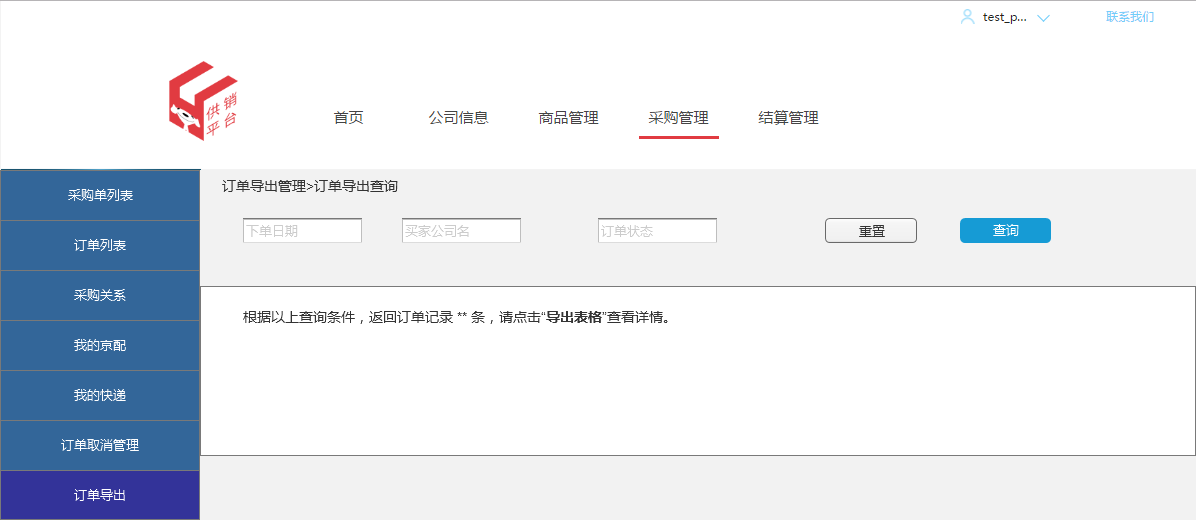 test_p...
联系我们
供销
平台
首页
公司信息
商品管理
采购管理
结算管理
采购单列表
订单列表
采购关系
我的京配
我的快递
订单取消管理
订单导出
订单导出管理>订单导出查询
下单日期
买家公司名
订单状态
重置
查询
根据以上查询条件，返回订单记录 ** 条，请点击“导出表格”查看详情。